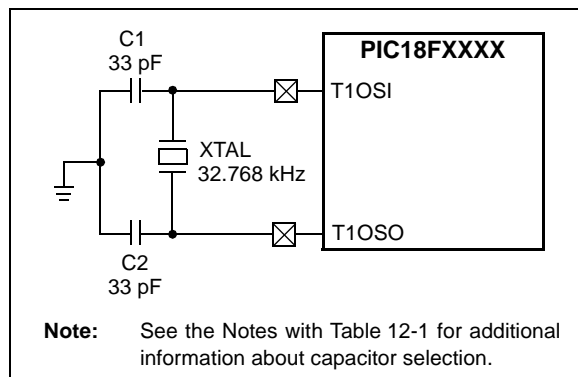 C1
33 pF
PIC18FXXXX
T1OSI
XTAL
32.768 kHz
T1OSO
C2
33 pF
Note: See the Notes with Table 12-1 for additional
information about capacitor selection.